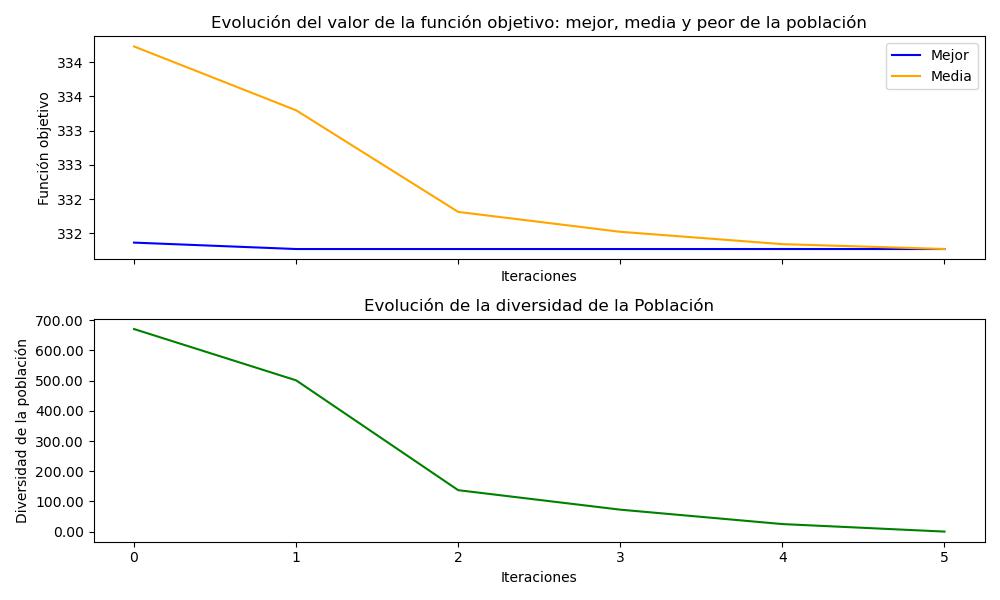 Evolución del valor de la función objetivo: mejor, media y peor de la población
Mejor
Media
Función objetivo
334
334
333
333
332
332
Iteraciones
Evolución de la diversidad de la Población
Diversidad de la población
700.00
600.00
500.00
400.00
300.00
200.00
100.00
0.00
0 1 2 3 4 5
Iteraciones